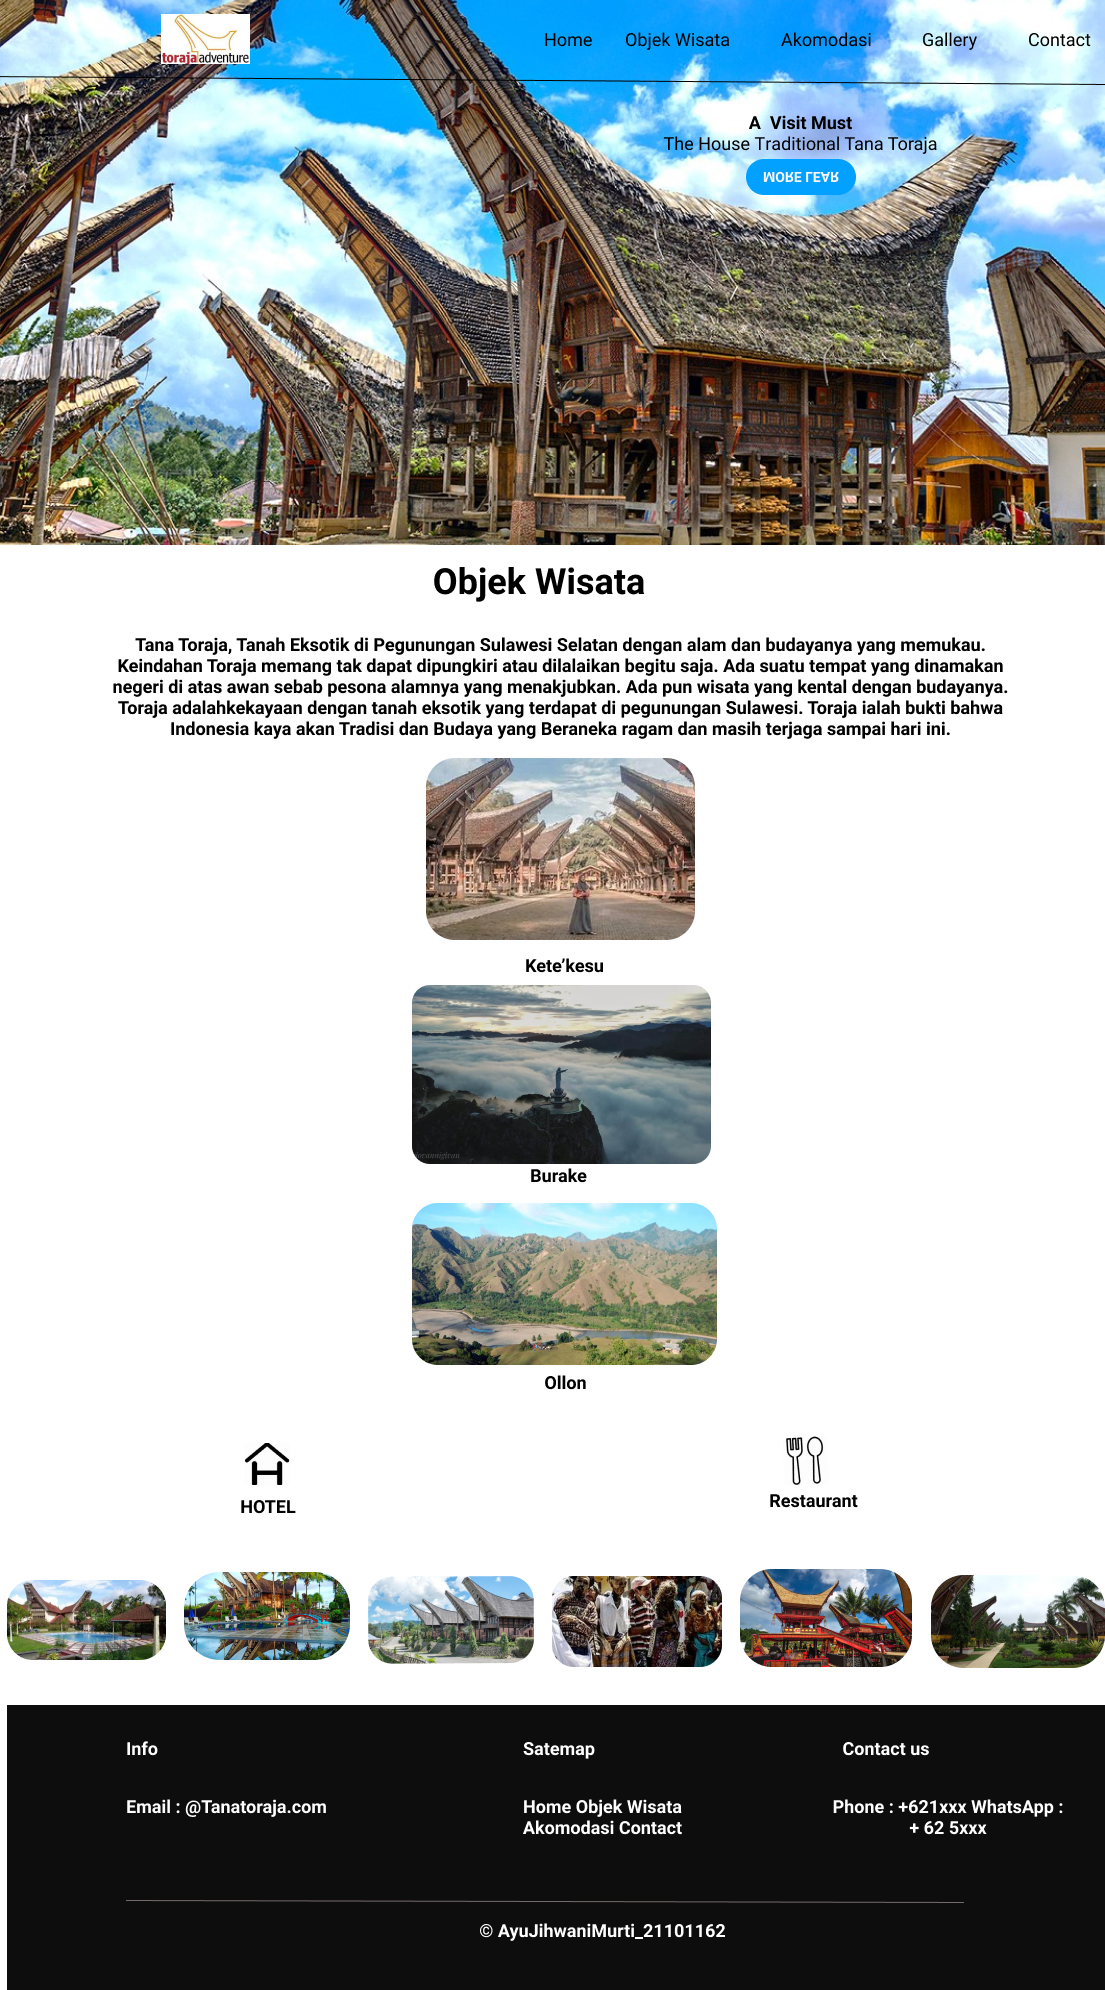 toraja adventure
Home Objek Wisata Akomodasi Gallery Contact
A Visit Must
The House Traditional Tana Toraja
MORE LEAR
Objek Wisata
Tana Toraja, Tanah Eksotik di Pegunungan Sulawesi Selatan dengan alam dan budayanya yang memukau.
Keindahan Toraja memang tak dapat dipungkiri atau dilalaikan begitu saja. Ada suatu tempat yang dinamakan
negeri di atas awan sebab pesona alamnya yang menakjubkan. Ada pun wisata yang kental dengan budayanya.
Toraja adalahkekayaan dengan tanah eksotik yang terdapat di pegunungan Sulawesi. Toraja ialah bukti bahwa
Indonesia kaya akan Tradisi dan Budaya yang Beraneka ragam dan masih terjaga sampai hari ini.
Kete’kesu
Burake
Ollon
HOTEL
Restaurant
Info
Satemap
Contact us
Email : @Tanatoraja.com
Home Objek Wisata
Akomodasi Contact
Phone : +621xxx WhatsApp :
+ 62 5xxx
© AyuJihwaniMurti_21101162